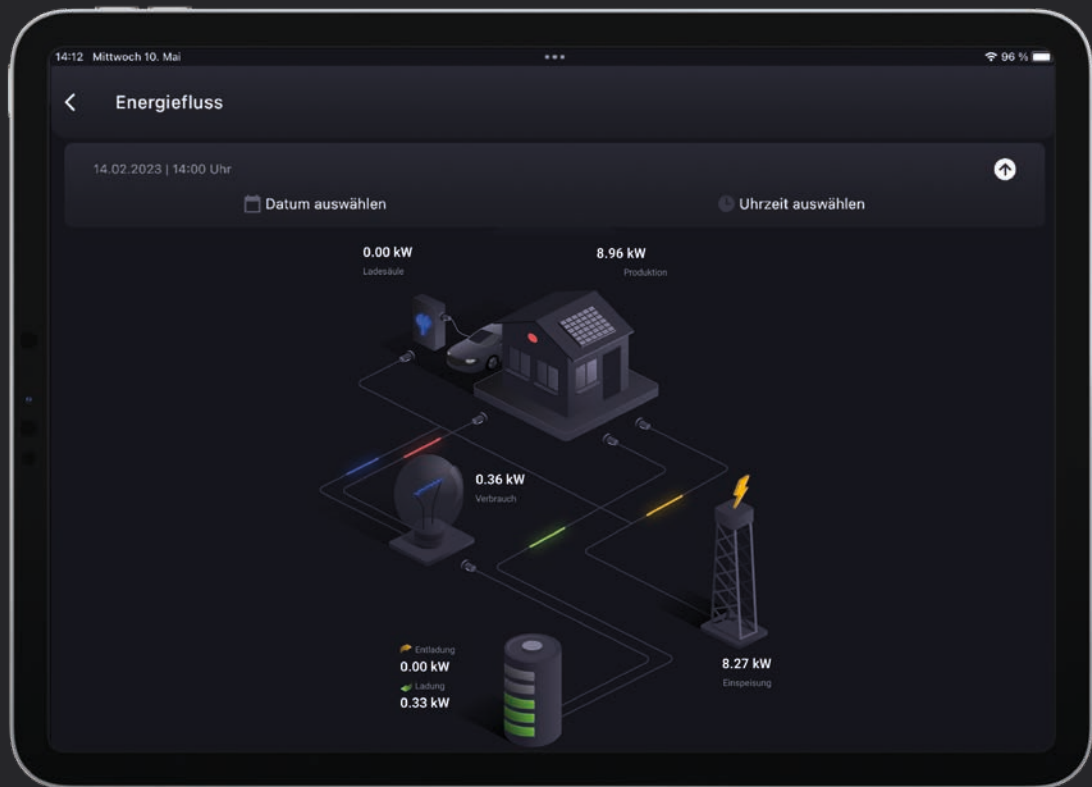 14:12 Mittwoch 10. Mai
96 %
Energiefluss
14.02.2023 | 14:00 Uhr
Datum auswählen
Uhrzeit auswählen
0.00 kW
Ladesäule
8.96 kW
Produktion
0.36 kW
Verbrauch
Entladung
0.00 kW
Ladung
0.33 kW
8.27 kW
Einspeisung